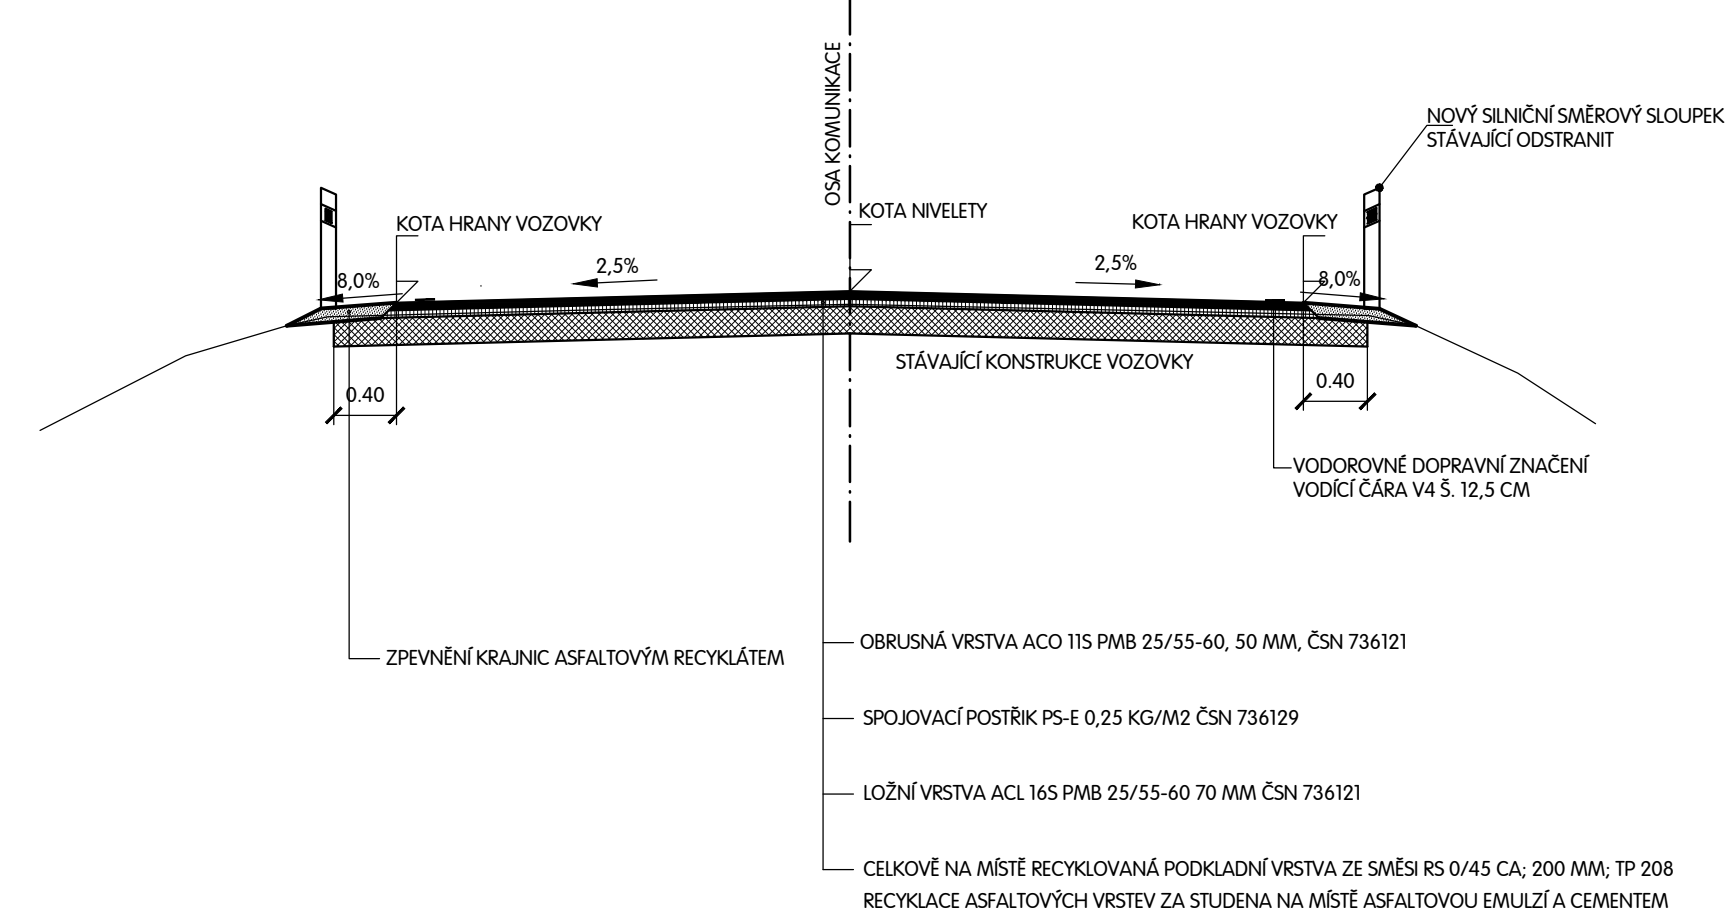 OSA KOMUNIKACE
NOVÝ SILNIČNÍ SMĚROVÝ SLOUPEK
STÁVAJÍCÍ ODSTRANIT
KOTA HRANY VOZOVKY
KOTA NIVELETY
KOTA HRANY VOZOVKY
8,0%
2,5%
2,5%
8,0%
STÁVAJÍCÍ KONSTRUKCE VOZOVKY
0.40
0.40
VODOROVNÉ DOPRAVNÍ ZNAČENÍ
VODÍCÍ ČÁRA V4 Š. 12,5 CM
ZPEVNĚNÍ KRAJNIC ASFALTOVÝM RECYKLÁTEM
OBRUSNÁ VRSTVA ACO 11S PMB 25/55-60, 50 MM, ČSN 736121
SPOJOVACÍ POSTŘIK PS-E 0,25 KG/M2 ČSN 736129
LOŽNÍ VRSTVA ACL 16S PMB 25/55-60 70 MM ČSN 736121
CELKOVĚ NA MÍSTĚ RECYKLOVANÁ PODKLADNÍ VRSTVA ZE SMĚSI RS 0/45 CA; 200 MM; TP 208
RECYKLACE ASFALTOVÝCH VRSTEV ZA STUDENA NA MÍSTĚ ASFALTOVOU EMULZÍ A CEMENTEM